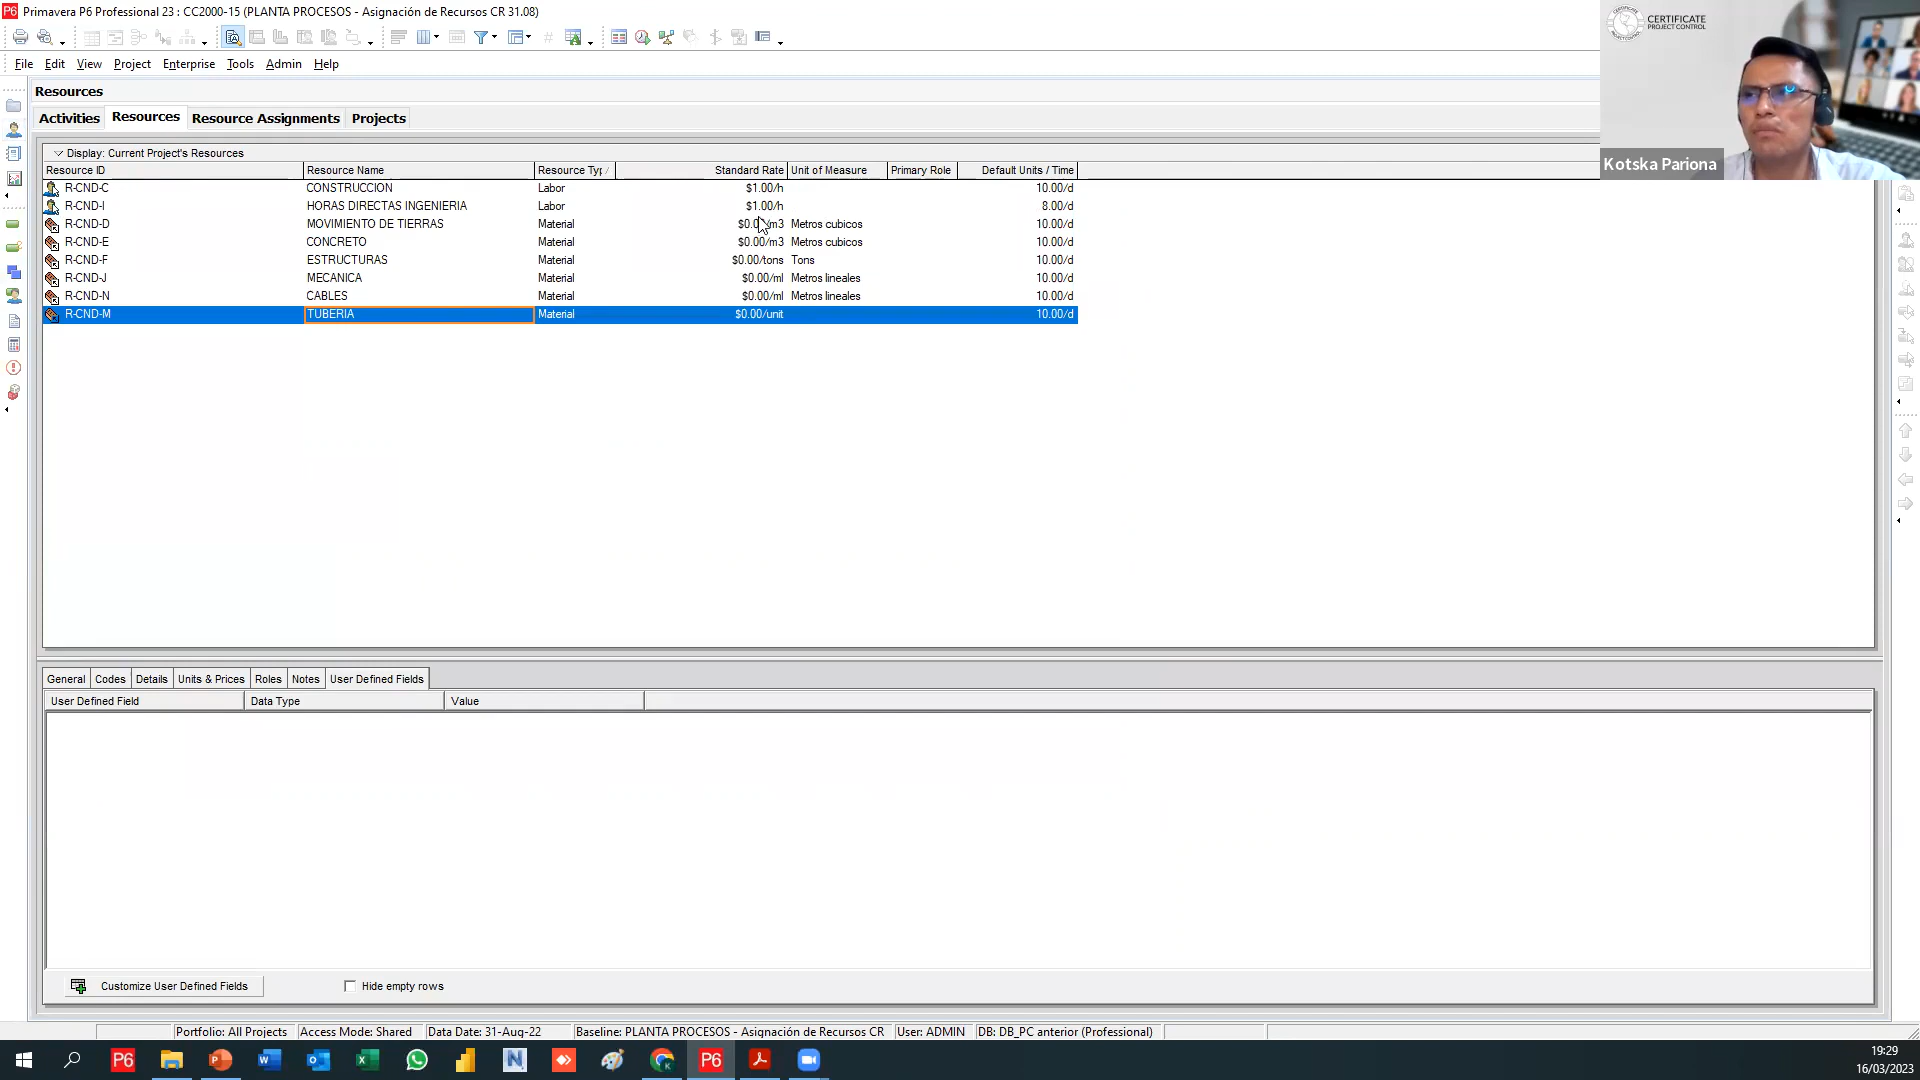 Primavera P6 Professional 23 : CC2000-15 (PLANTA PROCESOS - Asignación de Recursos CR 31.08)
File Edit View Project Enterprise Tools Admin Help
Resources
Activities Resources Resource Assignments Projects
Display: Current Project's Resources
Resource ID Resource Name Resource Typ Standard Rate Unit of Measure Primary Role Default Units / Time
R-CND-C CONSTRUCCION Labor $1.00/h 10.00/d
R-CND-I HORAS DIRECTAS INGENIERIA Labor $1.00/h 8.00/d
R-CND-D MOVIMIENTO DE TIERRAS Material Metros cubicos 10.00/d
R-CND-E CONCRETO Material $0.00/m3 Metros cubicos 10.00/d
R-CND-F ESTRUCTURAS Material $0.00/tons Tons 10.00/d
R-CND-J MECANICA Material $0.00/ml Metros lineales 10.00/d
R-CND-N CABLES Material $0.00/ml Metros lineales 10.00/d
R-CND-M TUBERIA Material $0.00/unit 10.00/d
CERTIFICATE
PROJECT CONTROL
Kotska Pariona
General Codes Details Units & Prices Roles Notes User Defined Fields
User Defined Field Data Type Value
Customize User Defined Fields Hide empty rows
Portfolio: All Projects Access Mode: Shared Data Date: 31-Aug-22 Baseline: PLANTA PROCESOS - Asignación de Recursos CR User: ADMIN DB: DB_PC anterior (Professional)
19:29
16/03/2023